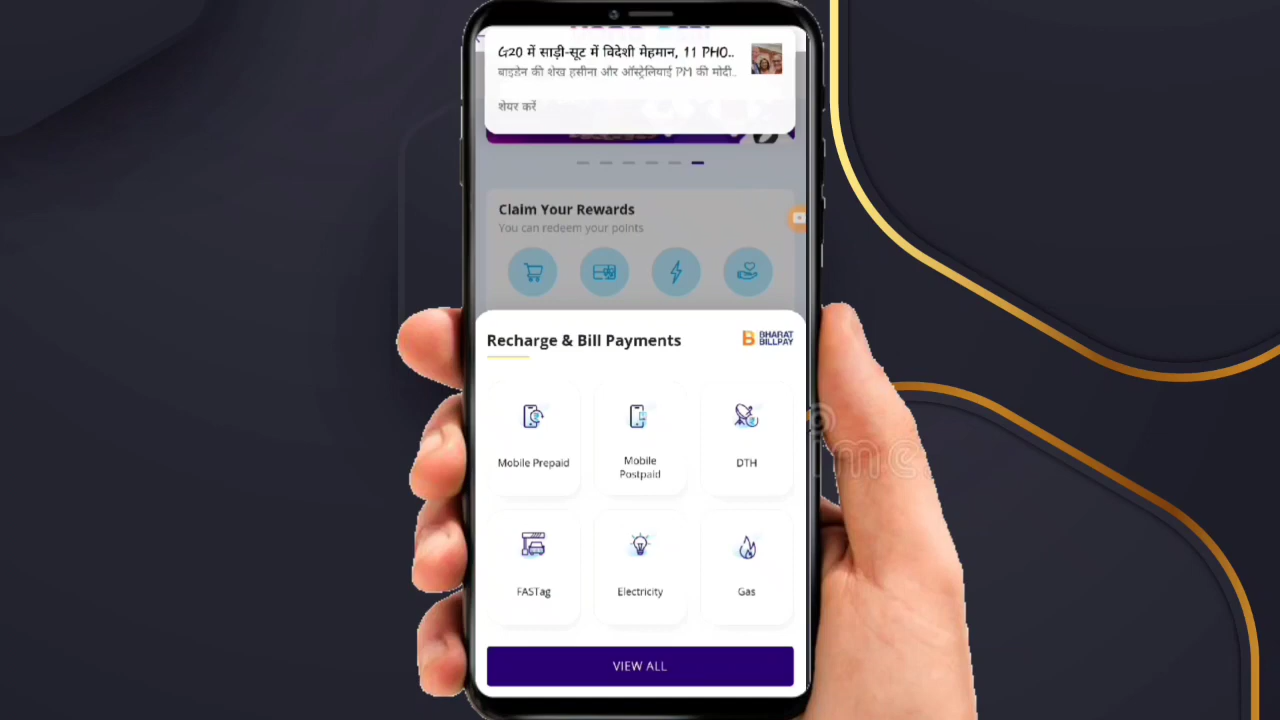 G20 में साड़ी-सूट में विदेशी मेहमान, 11 PHO..
बाइडेन की शेख हसीना और ऑस्ट्रेलियाई PM की मोदी..
शेयर करें
Claim Your Rewards
You can redeem your points
Recharge & Bill Payments
BHARAT
BILLPAY
Mobile Prepaid
Mobile
Postpaid
DTH
FASTag
Electricity
Gas
VIEW ALL